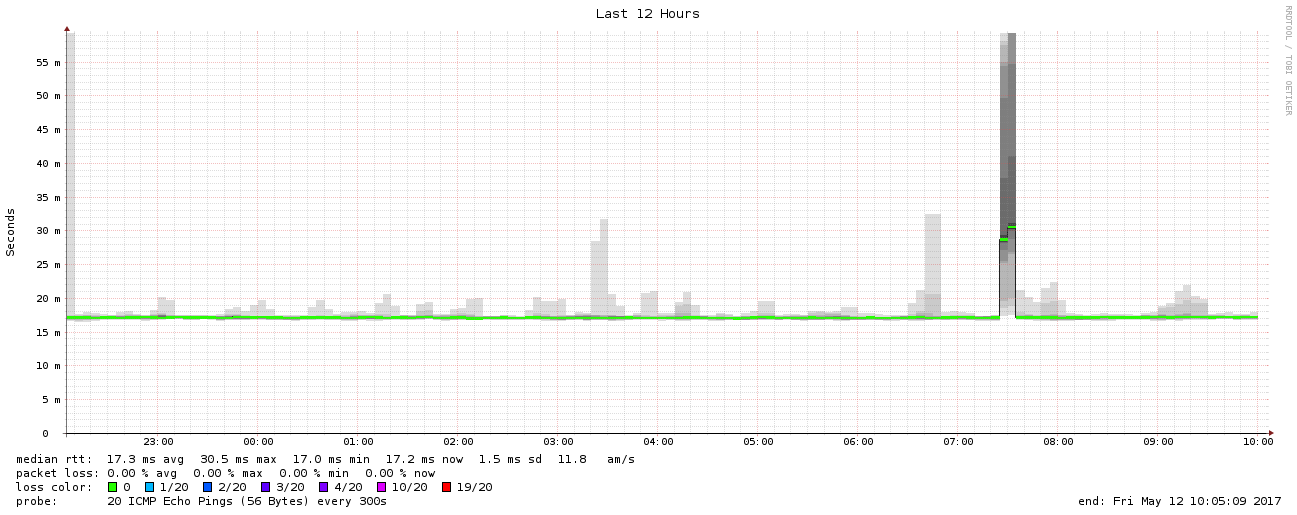 Last 12 Hours
RRDTOOL / TOBI OETIKER
Seconds
55 m
50 m
45 m
40 m
35 m
30 m
25 m
20 m
15 m
10 m
5 m
0
23:00 00:00 01:00 02:00 03:00 04:00 05:00 06:00 07:00 08:00 09:00 10:00
median rtt: 17.3 ms avg 30.5 ms max 17.0 ms min 17.2 ms now 1.5 ms sd 11.8 am/s
packet loss: 0.00 % avg 0.00 % max 0.00 % min 0.00 % now
loss color: 0 1/20 2/20 3/20 4/20 10/20 19/20
probe: 20 ICMP Echo Pings (56 Bytes) every 300s end: Fri May 12 10:05:09 2017